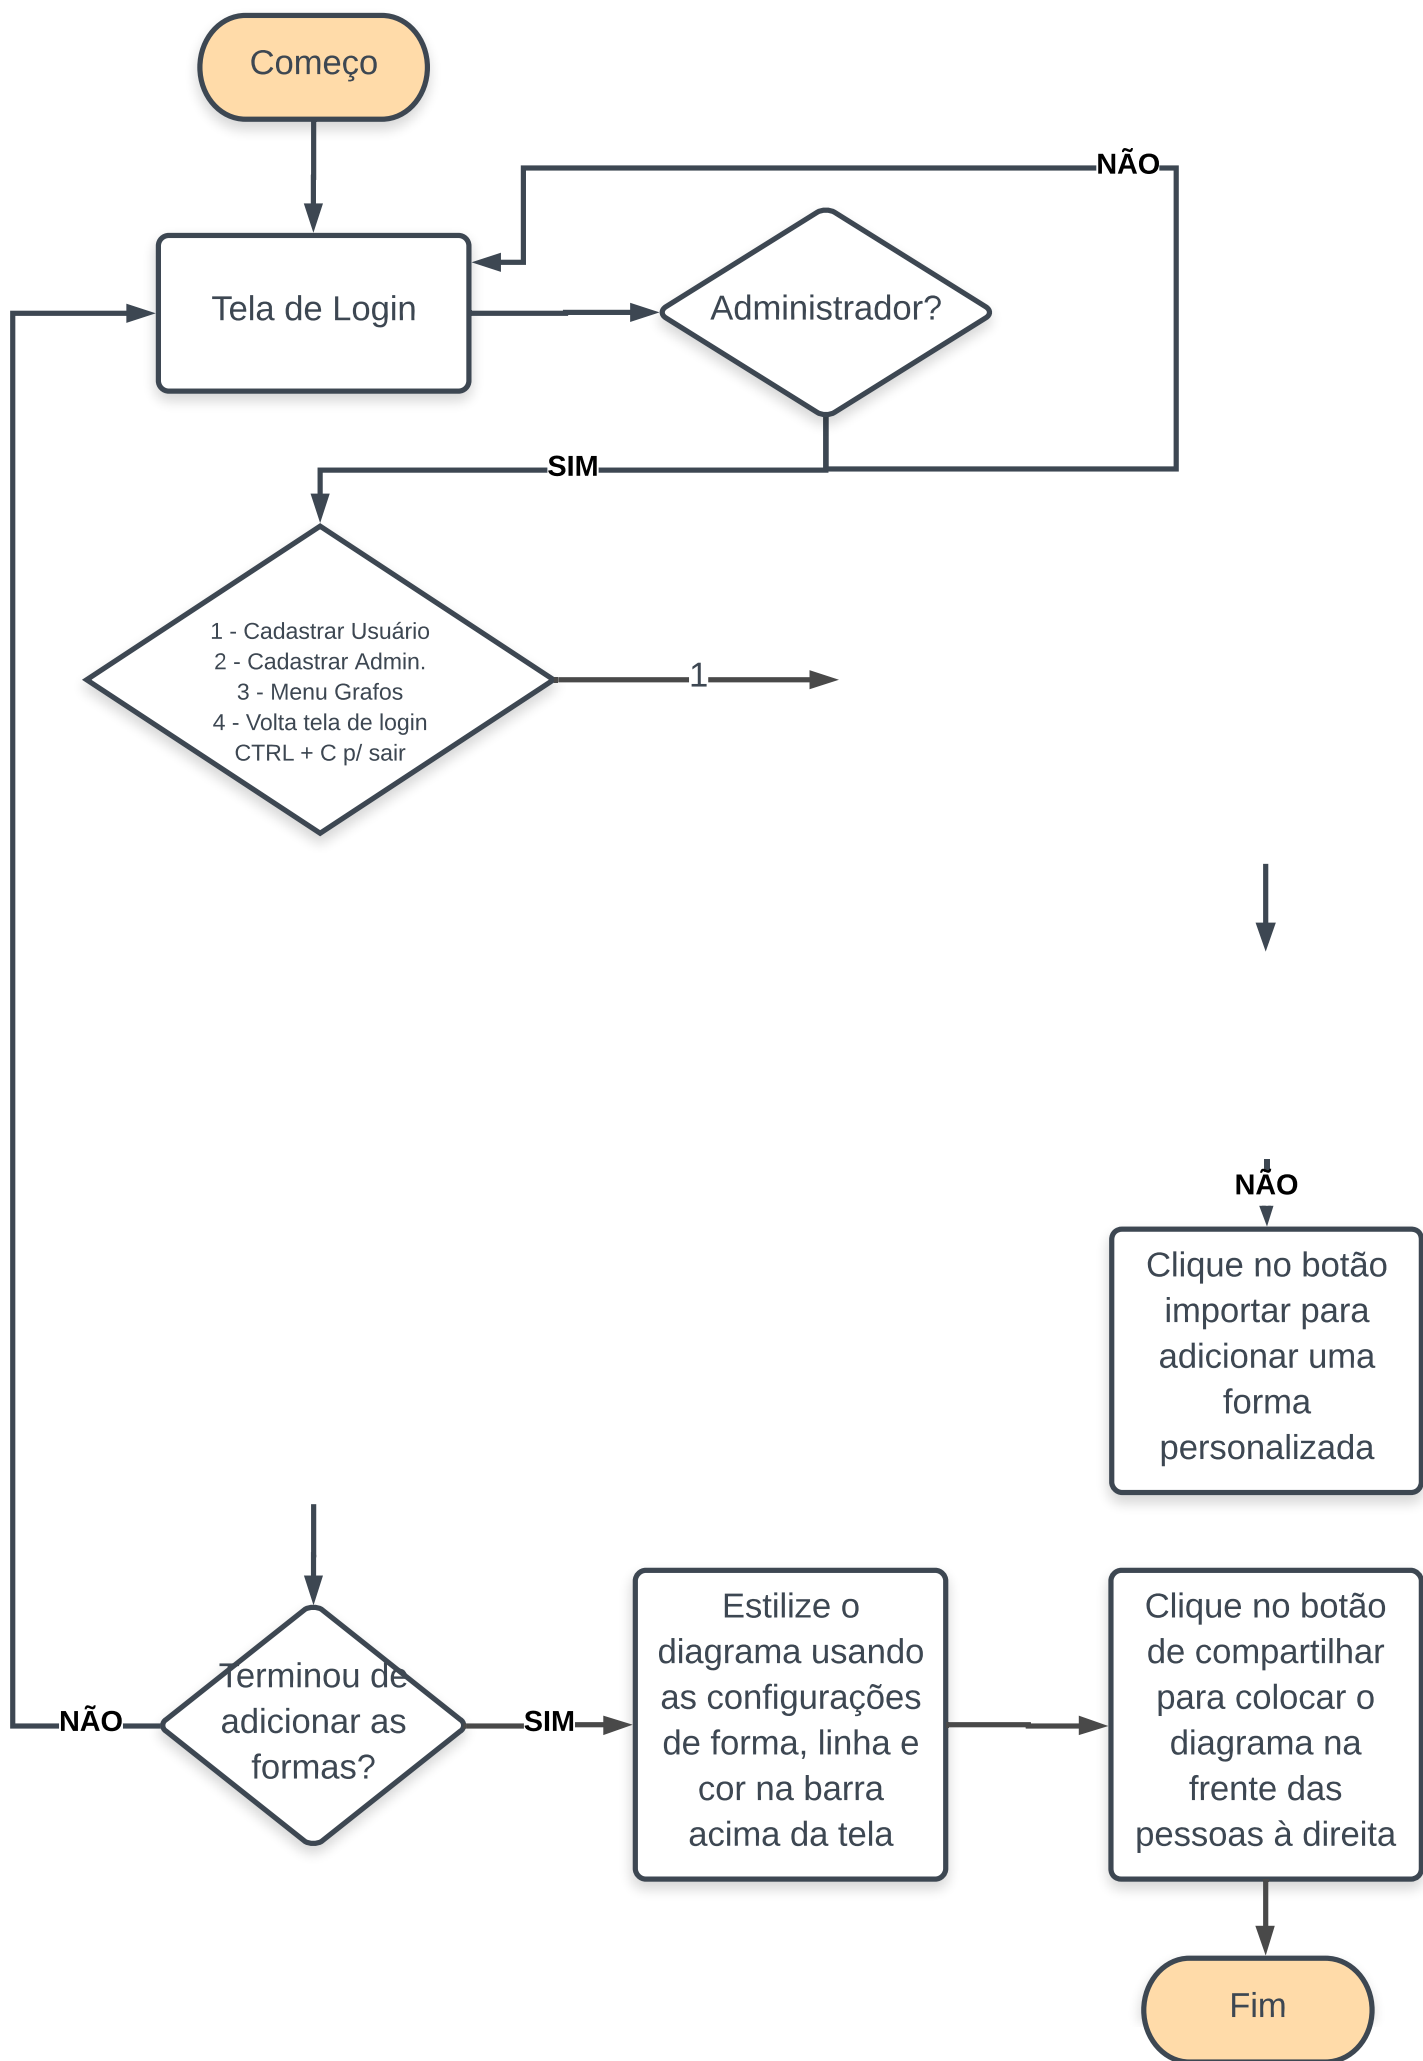 Começo
NÃO
Tela de Login
Administrador?
SIM
1 - Cadastrar Usuário
2 - Cadastrar Admin.
3 - Menu Grafos
4 - Volta tela de login
CTRL + C p/ sair
1
NÃO
Clique no botão
importar para
adicionar uma
forma
personalizada
NÃO
Terminou de
adicionar as
formas?
SIM
Estilize o
diagrama usando
as configurações
de forma, linha e
cor na barra
acima da tela
Clique no botão
de compartilhar
para colocar o
diagrama na
frente das
pessoas à direita
Fim